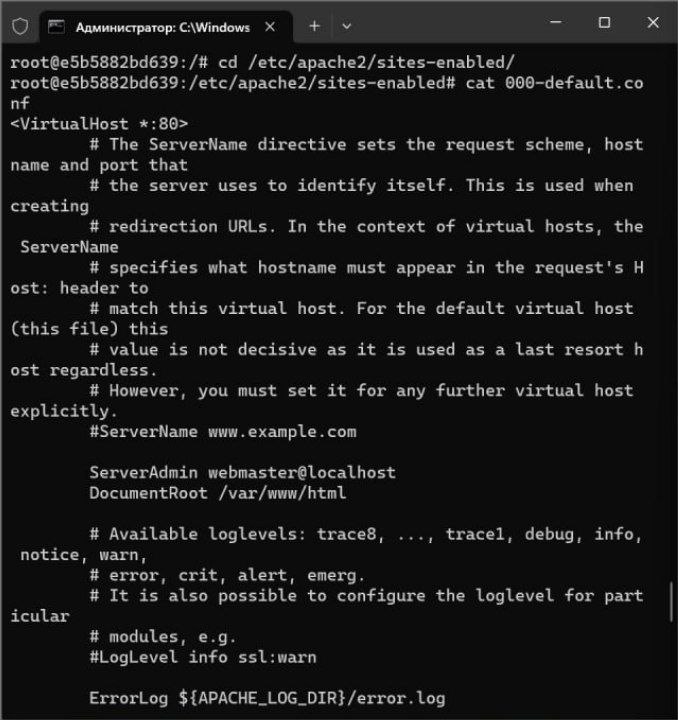 Администратор: C:\Windows
root@e5b5882bd639:/# cd /etc/apache2/sites-enabled/
root@e5b5882bd639:/etc/apache2/sites-enabled# cat 000-default.co
nf
<VirtualHost *:80>
        # The ServerName directive sets the request scheme, host
name and port that
        # the server uses to identify itself. This is used when
creating
        # redirection URLs. In the context of virtual hosts, the
 ServerName
        # specifies what hostname must appear in the request's H
ost: header to
        # match this virtual host. For the default virtual host
(this file) this
        # value is not decisive as it is used as a last resort h
ost regardless.
        # However, you must set it for any further virtual host
explicitly.
        #ServerName www.example.com

        ServerAdmin webmaster@localhost
        DocumentRoot /var/www/html

        # Available loglevels: trace8, ..., trace1, debug, info,
 notice, warn,
        # error, crit, alert, emerg.
        # It is also possible to configure the loglevel for part
icular
        # modules, e.g.
        #LogLevel info ssl:warn

        ErrorLog ${APACHE_LOG_DIR}/error.log